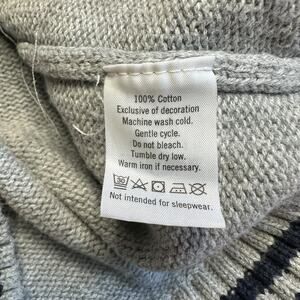 100% Cotton
Exclusive of decoration
Machine wash cold.
Gentle cycle.
Do not bleach.
Tumble dry low.
Warm iron if necessary.
30
Not intended for sleepwear.